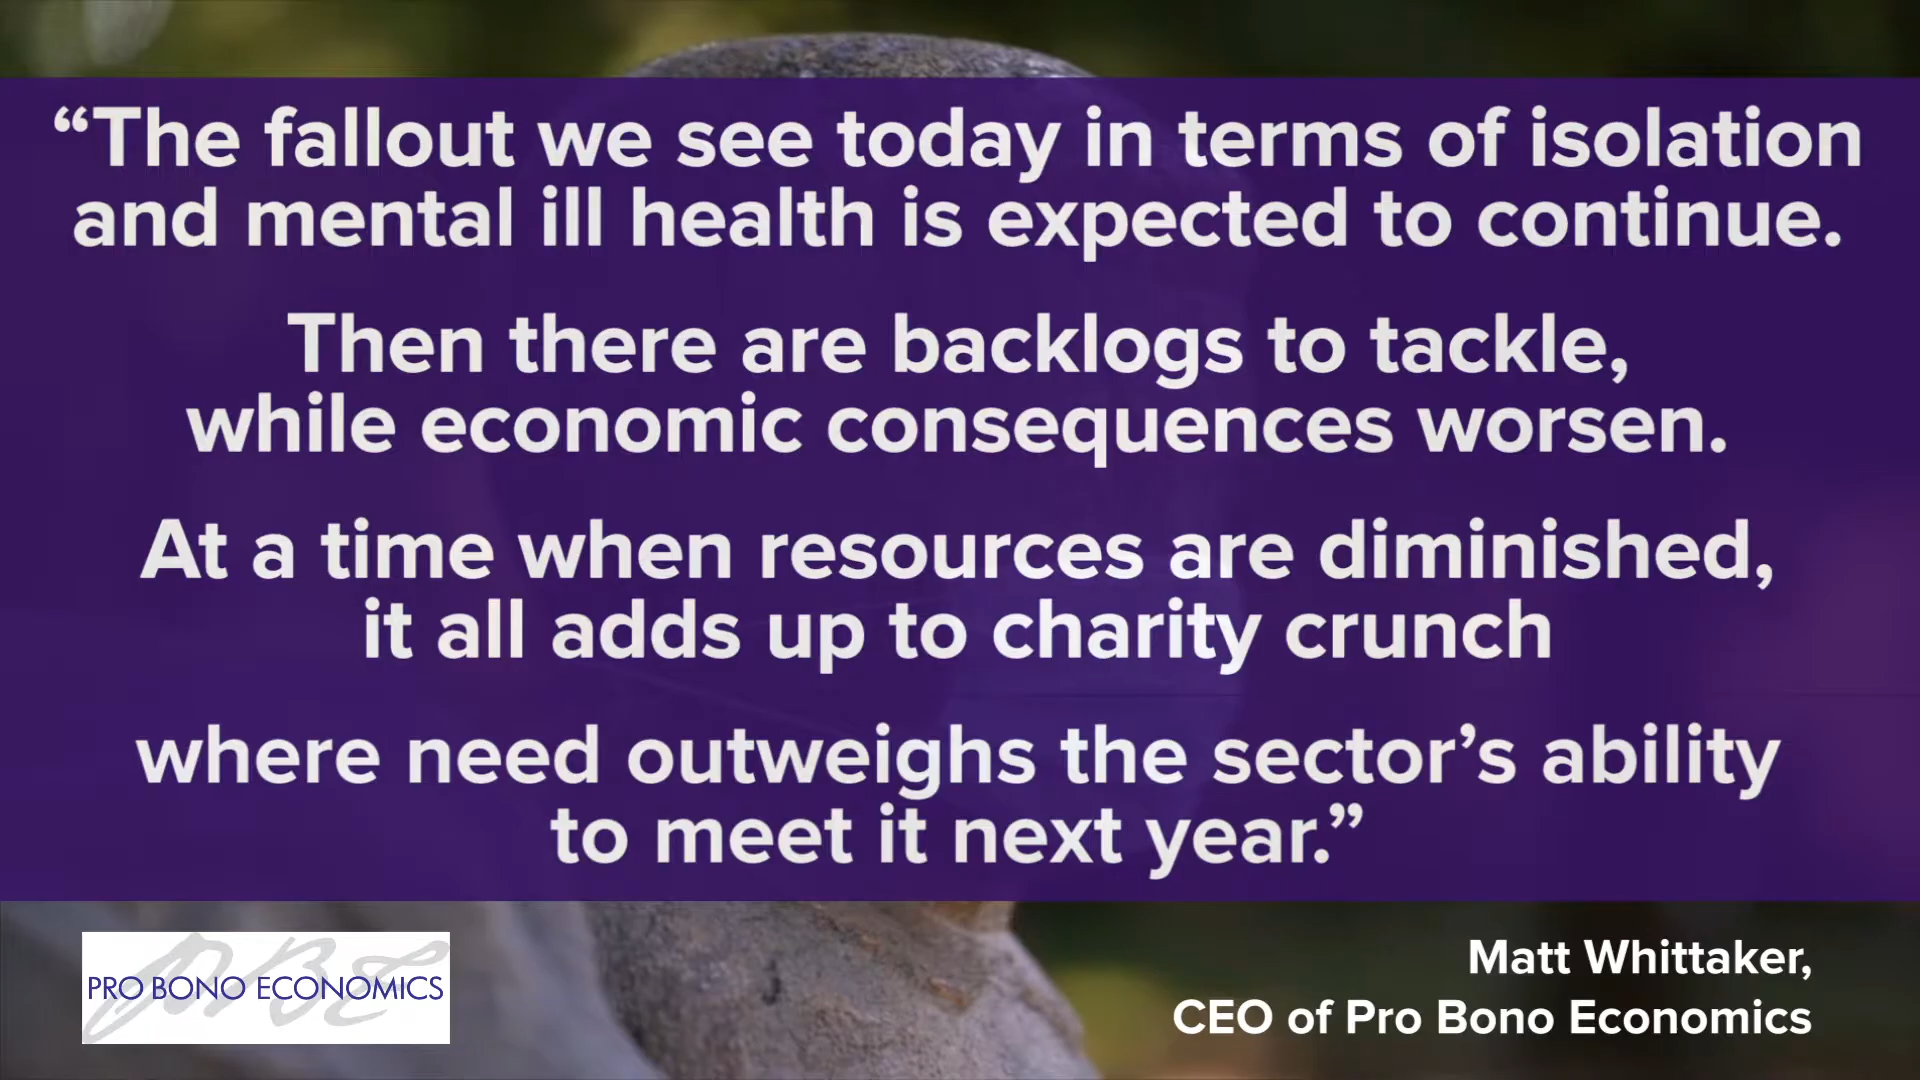 “The fallout we see today in terms of isolation
and mental ill health is expected to continue.
Then there are backlogs to tackle,
while economic consequences worsen.
At a time when resources are diminished,
it all adds up to charity crunch
where need outweighs the sector’s ability
to meet it next year.”
PBE
PRO BONO ECONOMICS
Matt Whittaker,
CEO of Pro Bono Economics